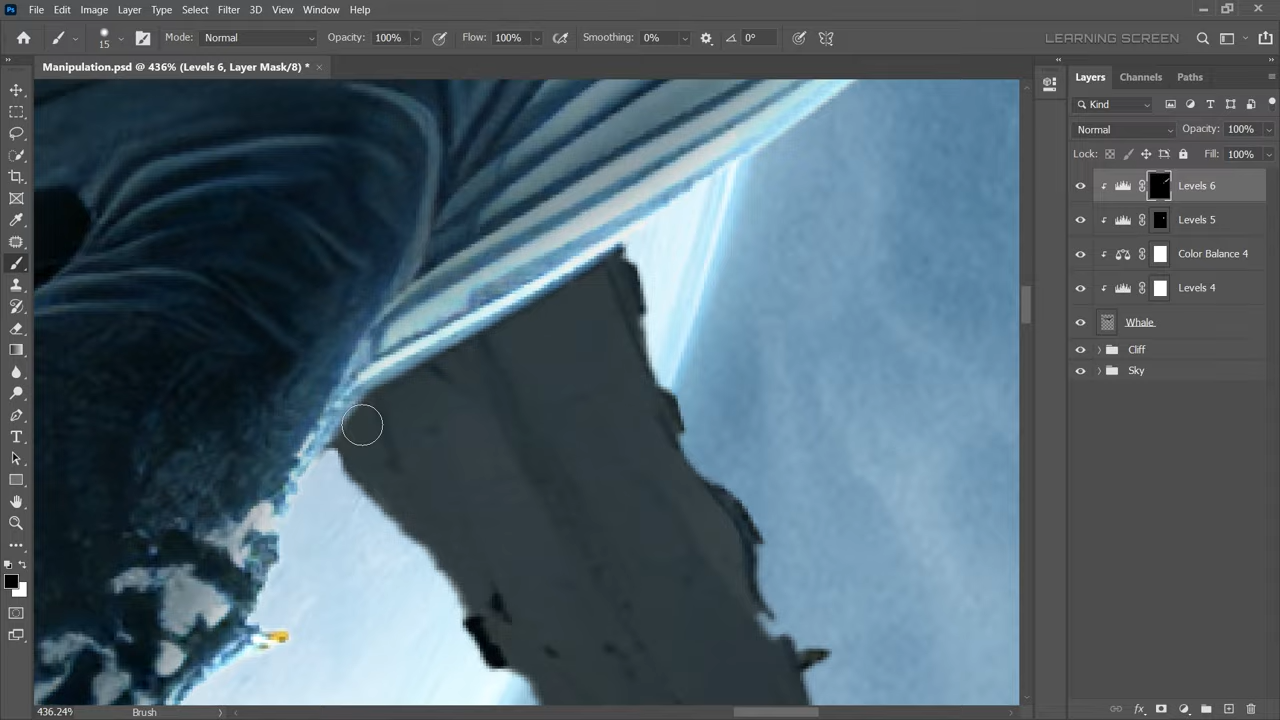 Ps File Edit Image Layer Type Select Filter 3D View Window Help
15 Mode: Normal Opacity: 100% Flow: 100% Smoothing: 0% 0° LEARNING SCREEN
Manipulation.psd @ 436% (Levels 6, Layer Mask/8) *
Layers Channels Paths
Kind
Normal Opacity: 100%
Lock: Fill: 100%
Levels 6
Levels 5
Color Balance 4
Levels 4
Whale
Cliff
Sky
436.24% Brush